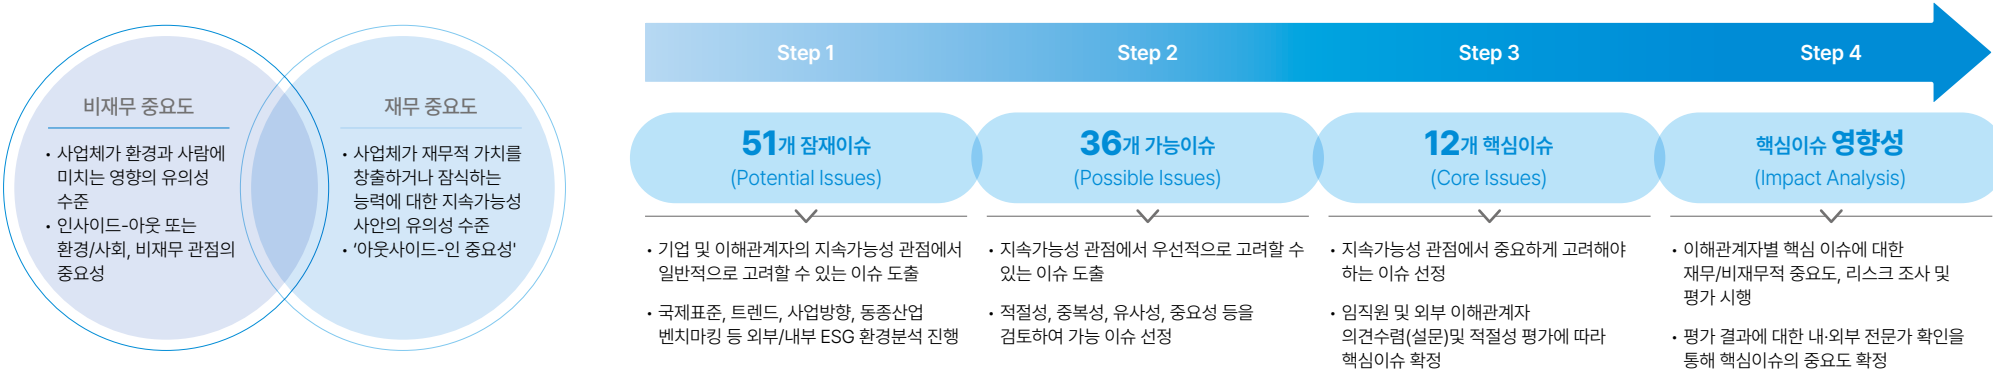 비재무 중요도
• 사업체가 환경과 사람에
미치는 영향의 유의성
수준
• 인사이드-아웃 또는
환경/사회, 비재무 관점의
중요성
재무 중요도
• 사업체가 재무적 가치를
창출하거나 잠식하는
능력에 대한 지속가능성
사안의 유의성 수준
• ‘아웃사이드-인 중요성'
Step 1
Step 2
Step 3
Step 4
51개 잠재이슈
(Potential Issues)
• 기업 및 이해관계자의 지속가능성 관점에서
일반적으로 고려할 수 있는 이슈 도출
• 국제표준, 트렌드, 사업방향, 동종산업
벤치마킹 등 외부/내부 ESG 환경분석 진행
36개 가능이슈
(Possible Issues)
• 지속가능성 관점에서 우선적으로 고려할 수
있는 이슈 도출
• 적절성, 중복성, 유사성, 중요성 등을
검토하여 가능 이슈 선정
12개 핵심이슈
(Core Issues)
• 지속가능성 관점에서 중요하게 고려해야
하는 이슈 선정
• 임직원 및 외부 이해관계자
의견수렴(설문)및 적절성 평가에 따라
핵심이슈 확정
핵심이슈 영향성
(Impact Analysis)
• 이해관계자별 핵심 이슈에 대한
재무/비재무적 중요도, 리스크 조사 및
평가 시행
• 평가 결과에 대한 내·외부 전문가 확인을
통해 핵심이슈의 중요도 확정